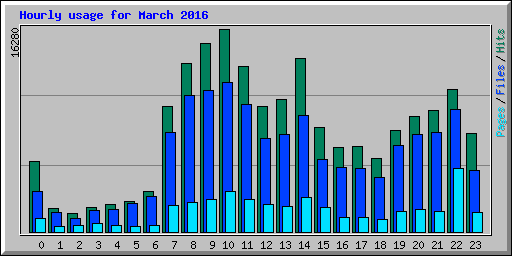 Hourly usage for March 2016
16280
Pages/Files/Hits
0 1 2 3 4 5 6 7 8 9 10 11 12 13 14 15 16 17 18 19 20 21 22 23